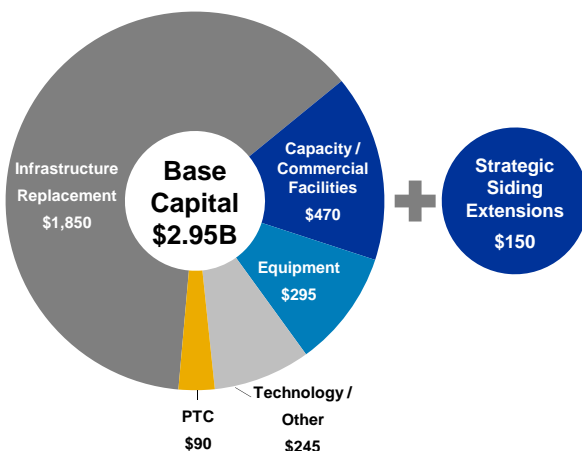 Infrastructure
Replacement
$1,850
Base
Capital
$2.95B
Capacity /
Commercial
Facilities
$470
Equipment
$295
Technology /
Other
$245
PTC
$90
Strategic
Siding
Extensions
$150